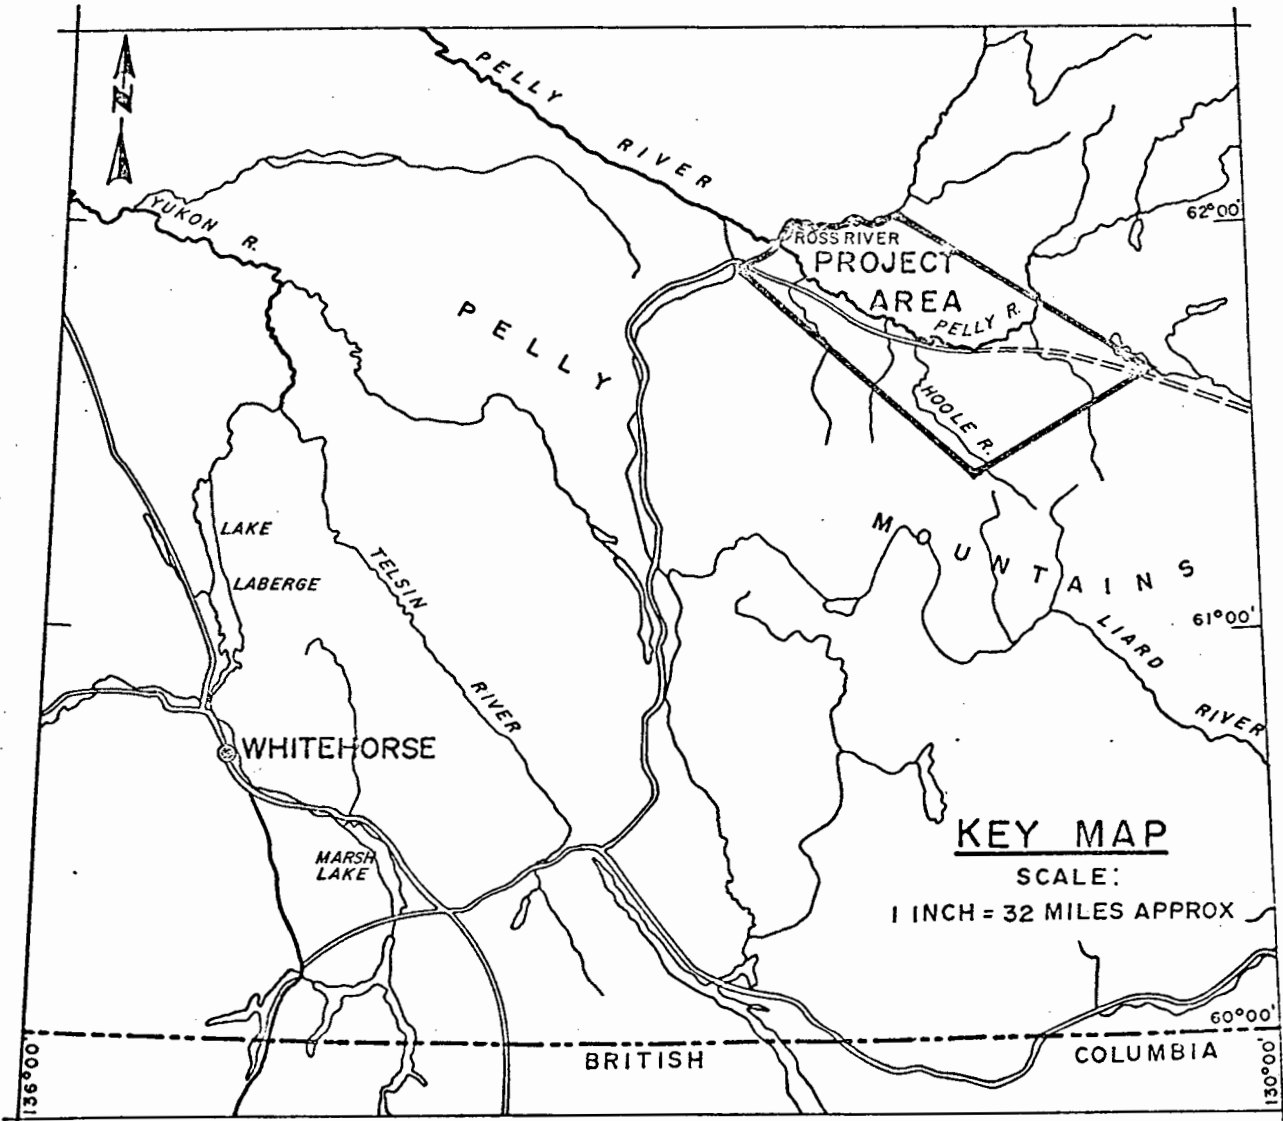 N
PELLY RIVER
YUKON R.
62°00'
ROSS RIVER
PROJECT
AREA
PELLY R.
PELLY
HOOLE R.
LAKE
LABERGE
TELSIN RIVER
MOUNTAINS
61°00'
LIARD RIVER
WHITEHORSE
MARSH
LAKE
KEY MAP
SCALE:
1 INCH = 32 MILES APPROX
60°00'
BRITISH COLUMBIA
136°00'
130°00'